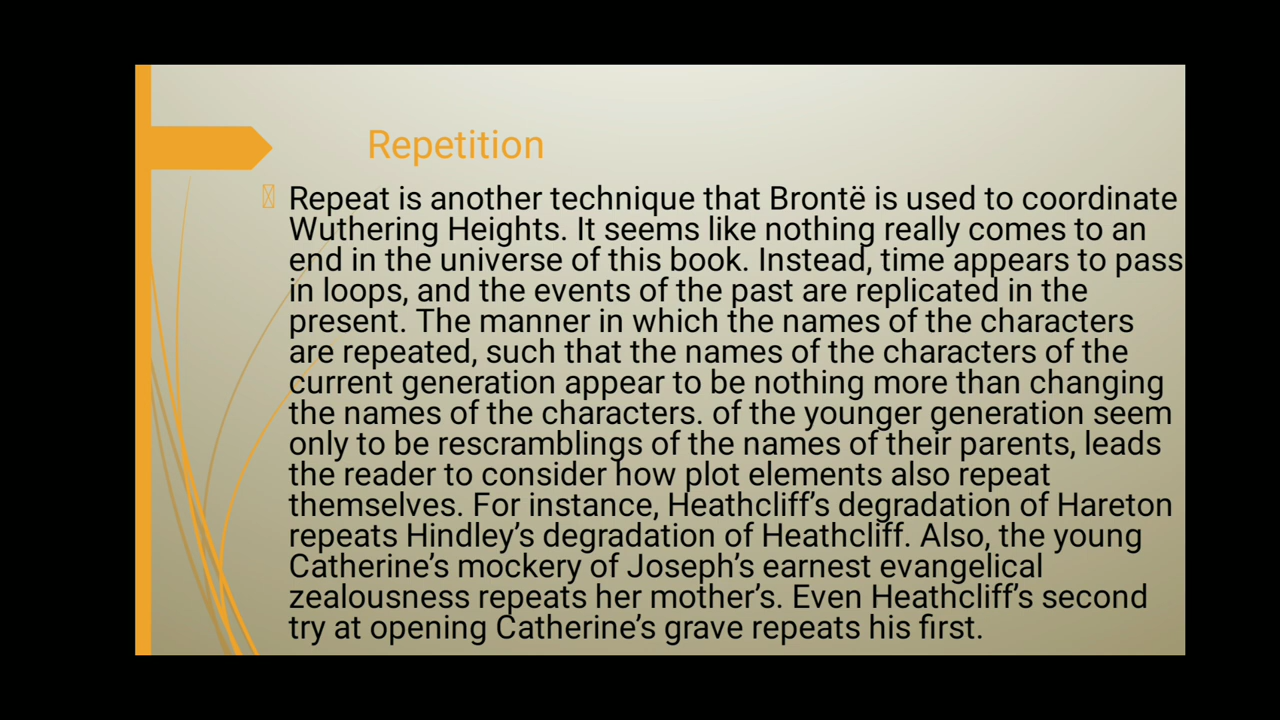 Repetition
Repeat is another technique that Brontë is used to coordinate
Wuthering Heights. It seems like nothing really comes to an
end in the universe of this book. Instead, time appears to pass
in loops, and the events of the past are replicated in the
present. The manner in which the names of the characters
are repeated, such that the names of the characters of the
current generation appear to be nothing more than changing
the names of the characters. of the younger generation seem
only to be rescramblings of the names of their parents, leads
the reader to consider how plot elements also repeat
themselves. For instance, Heathcliff’s degradation of Hareton
repeats Hindley’s degradation of Heathcliff. Also, the young
Catherine’s mockery of Joseph’s earnest evangelical
zealousness repeats her mother’s. Even Heathcliff’s second
try at opening Catherine’s grave repeats his first.